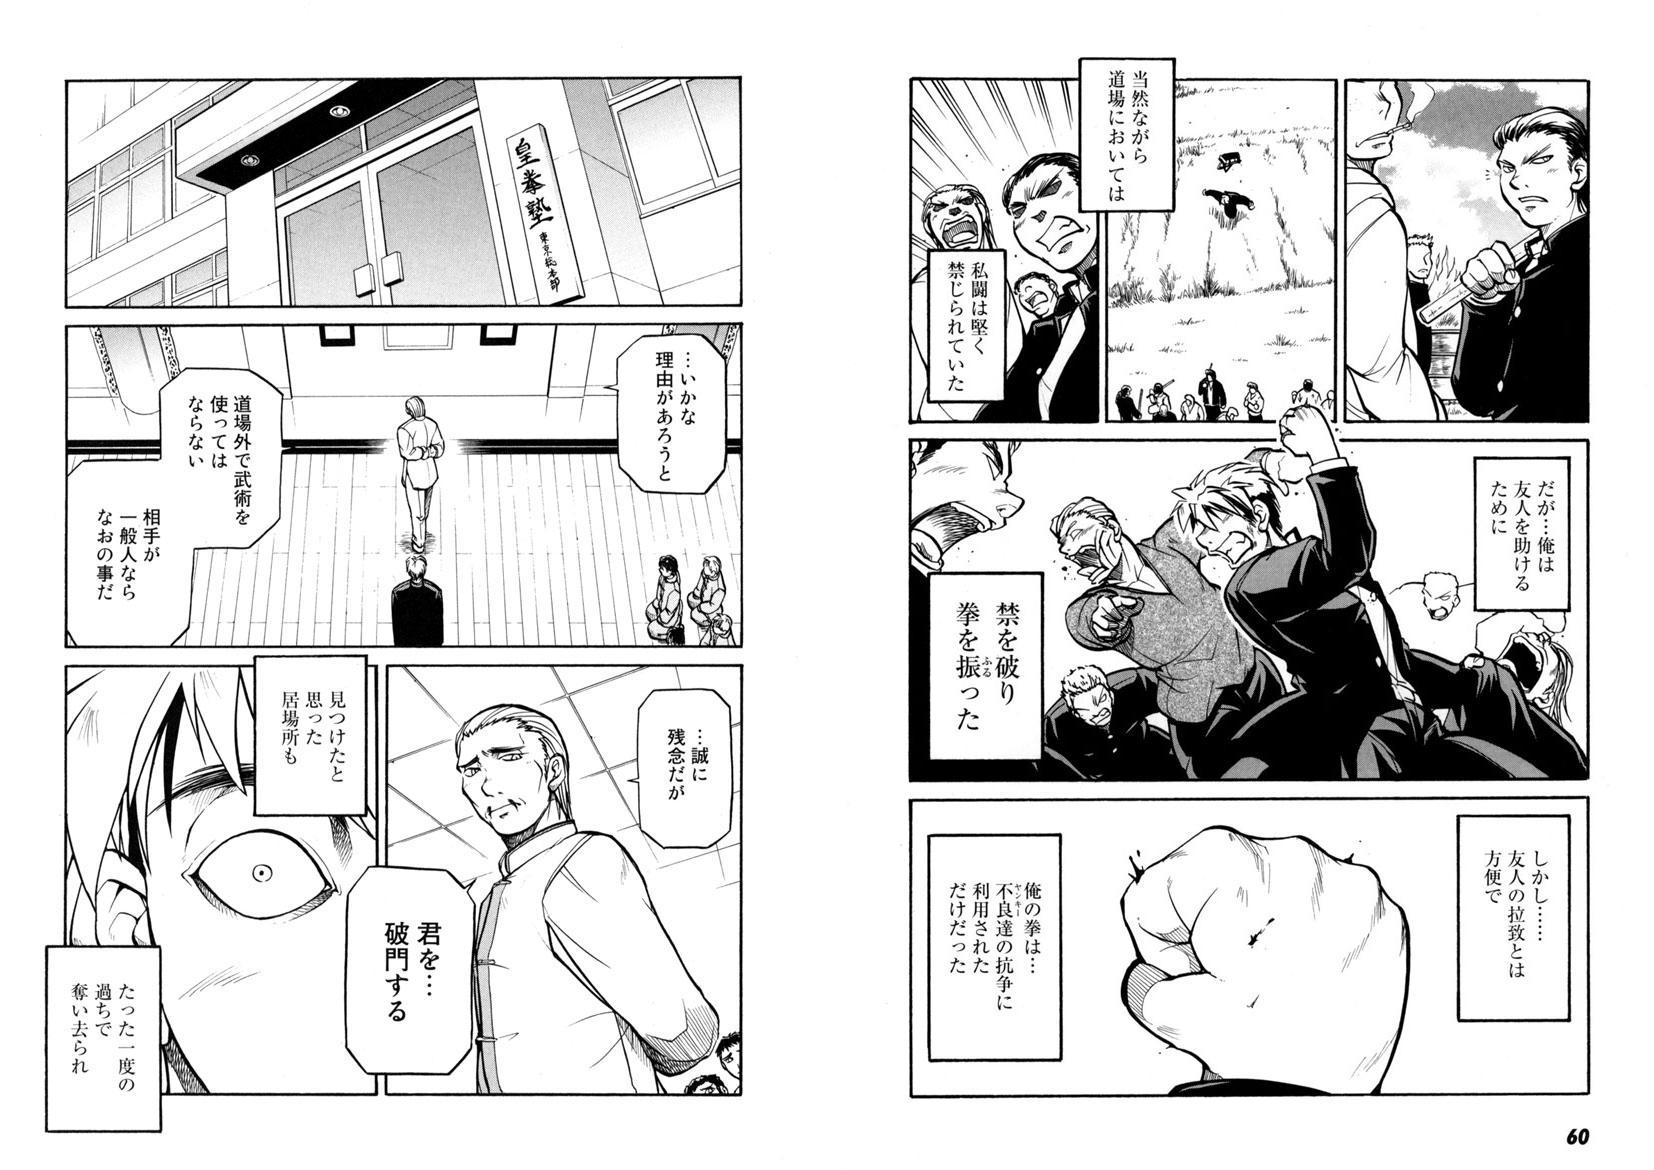 当然ながら
道場においては
私闘は堅く
禁じられていた
だが…俺は
友人を助ける
ために
禁を破り
拳を振った
ふる
しかし……
友人の拉致とは
方便で
俺の拳は…
不良達の抗争に
ヤンキー
利用された
だけだった
60
皇拳塾
東京総本部
…いかな
理由があろうと
道場外で武術を
使っては
ならない
相手が
一般人なら
なおの事だ
…誠に
残念だが
君を…
破門する
見つけたと
思った
居場所も
たった一度の
過ちで
奪い去られ